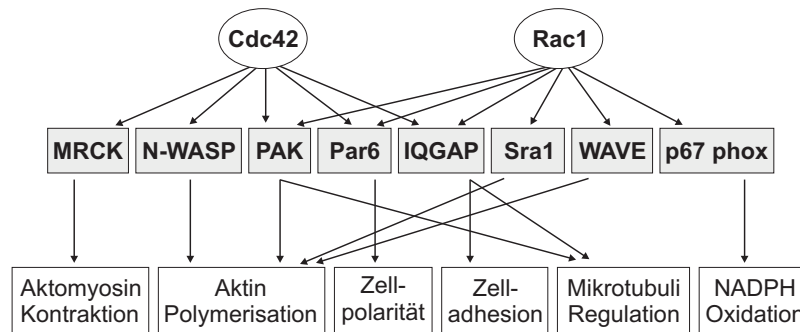 Cdc42 Rac1
MRCK N-WASP PAK Par6 IQGAP Sra1 WAVE p67 phox
Aktomyosin
Kontraktion
Aktin
Polymerisation
Zell-
polarität
Zell-
adhesion
Mikrotubuli
Regulation
NADPH
Oxidation